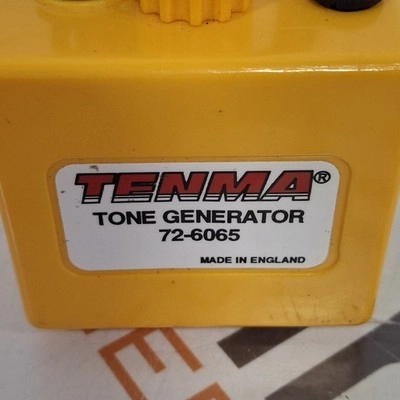 TENMA®
TONE GENERATOR
72-6065
MADE IN ENGLAND